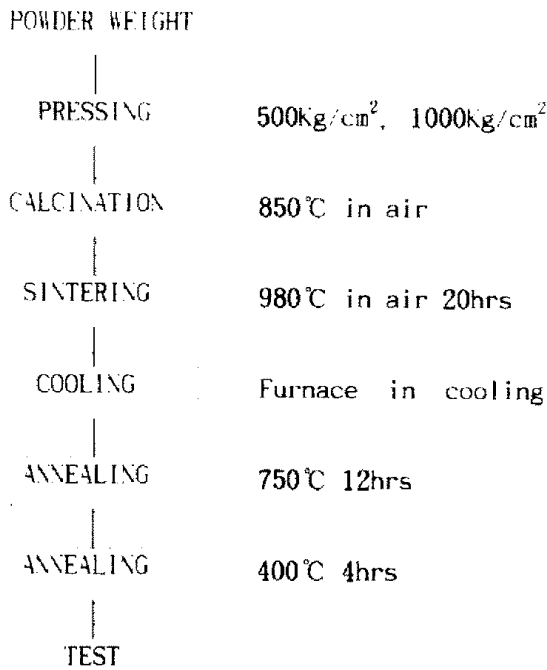 POWDER WEIGHT
PRESSING 500Kg/cm², 1000Kg/cm²
CALCINATION 850℃ in air
SINTERING 980℃ in air 20hrs
COOLING Furnace in cooling
ANNEALING 750℃ 12hrs
ANNEALING 400℃ 4hrs
TEST